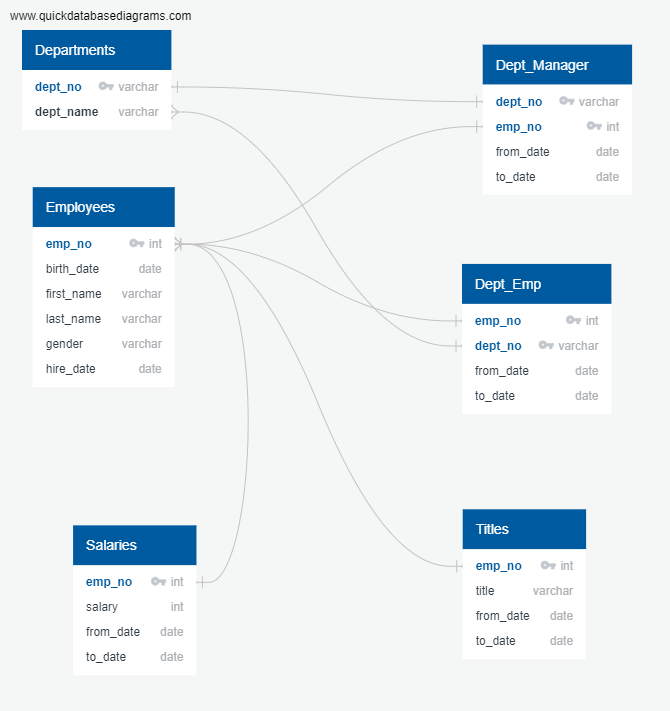 www.quickdatabasediagrams.com
Departments
dept_no varchar
dept_name varchar
Dept_Manager
dept_no varchar
emp_no int
from_date date
to_date date
Employees
emp_no int
birth_date date
first_name varchar
last_name varchar
gender varchar
hire_date date
Dept_Emp
emp_no int
dept_no varchar
from_date date
to_date date
Salaries
emp_no int
salary int
from_date date
to_date date
Titles
emp_no int
title varchar
from_date date
to_date date